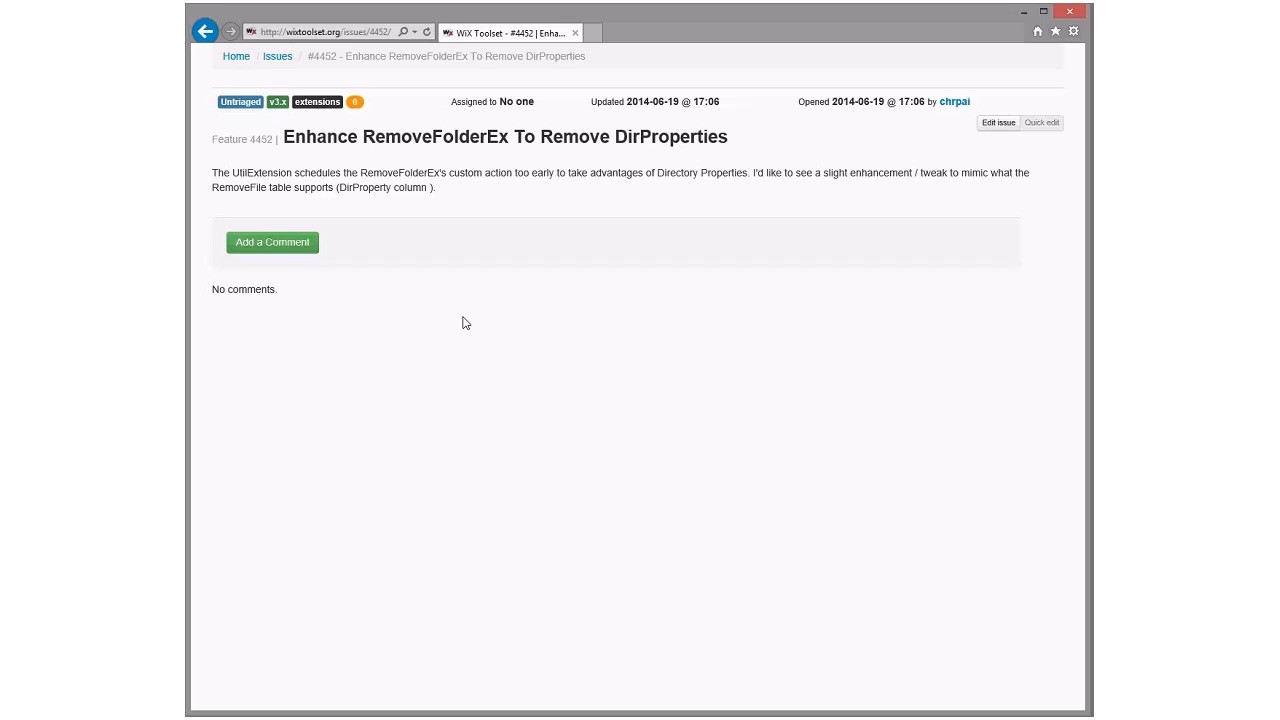 http://wixtoolset.org/issues/4452/ WiX Toolset - #4452 | Enha...
Home / Issues / #4452 - Enhance RemoveFolderEx To Remove DirProperties
Untriaged v3.x extensions 0 Assigned to No one Updated 2014-06-19 @ 17:06 Opened 2014-06-19 @ 17:06 by chrpai
Edit issue Quick edit
Feature 4452 | Enhance RemoveFolderEx To Remove DirProperties
The UtilExtension schedules the RemoveFolderEx's custom action too early to take advantages of Directory Properties. I'd like to see a slight enhancement / tweak to mimic what the
RemoveFile table supports (DirProperty column ).
Add a Comment
No comments.